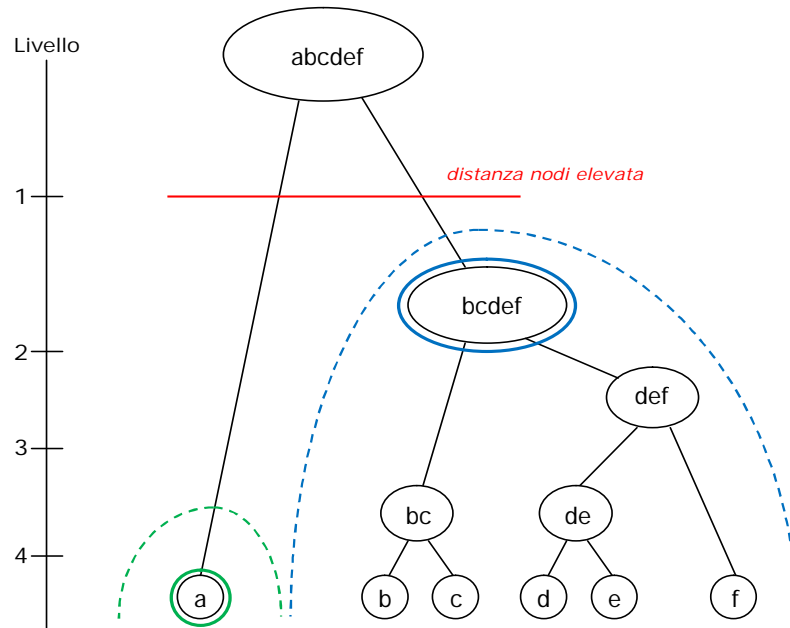 Livello
abcdef
distanza nodi elevata
1
bcdef
2
def
3
bc
de
4
a
b
c
d
e
f